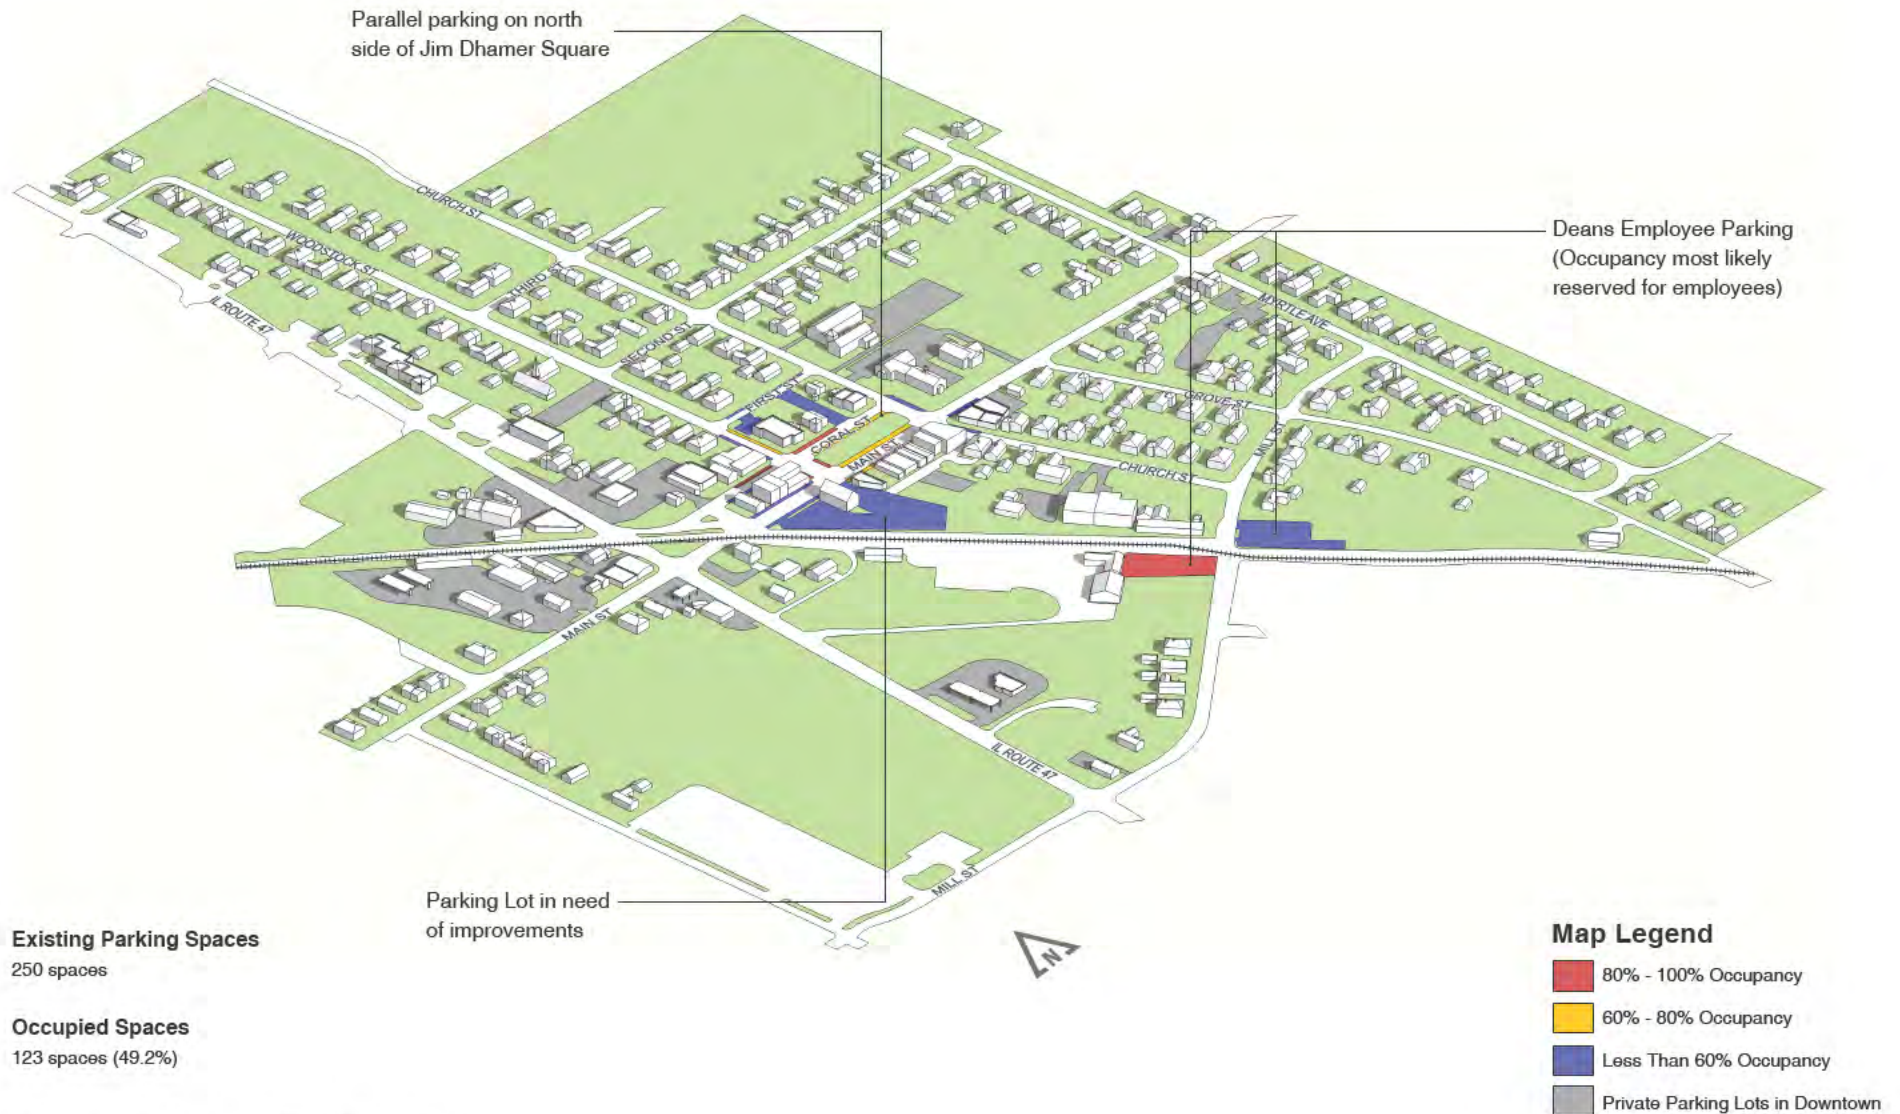 Parallel parking on north
side of Jim Dhamer Square
Deans Employee Parking
(Occupancy most likely
reserved for employees)
CHURCH ST
WOODSTOCK ST
IL ROUTE 47
THIRD ST
SECOND ST
FIRST ST
CORAL ST
MAIN ST
MYRTLE AVE
GROVE ST
MILL ST
CHURCH ST
MAIN ST
IL ROUTE 47
MILL ST
Parking Lot in need
of improvements
N
Existing Parking Spaces
250 spaces
Occupied Spaces
123 spaces (49.2%)
Map Legend
80% - 100% Occupancy
60% - 80% Occupancy
Less Than 60% Occupancy
Private Parking Lots in Downtown